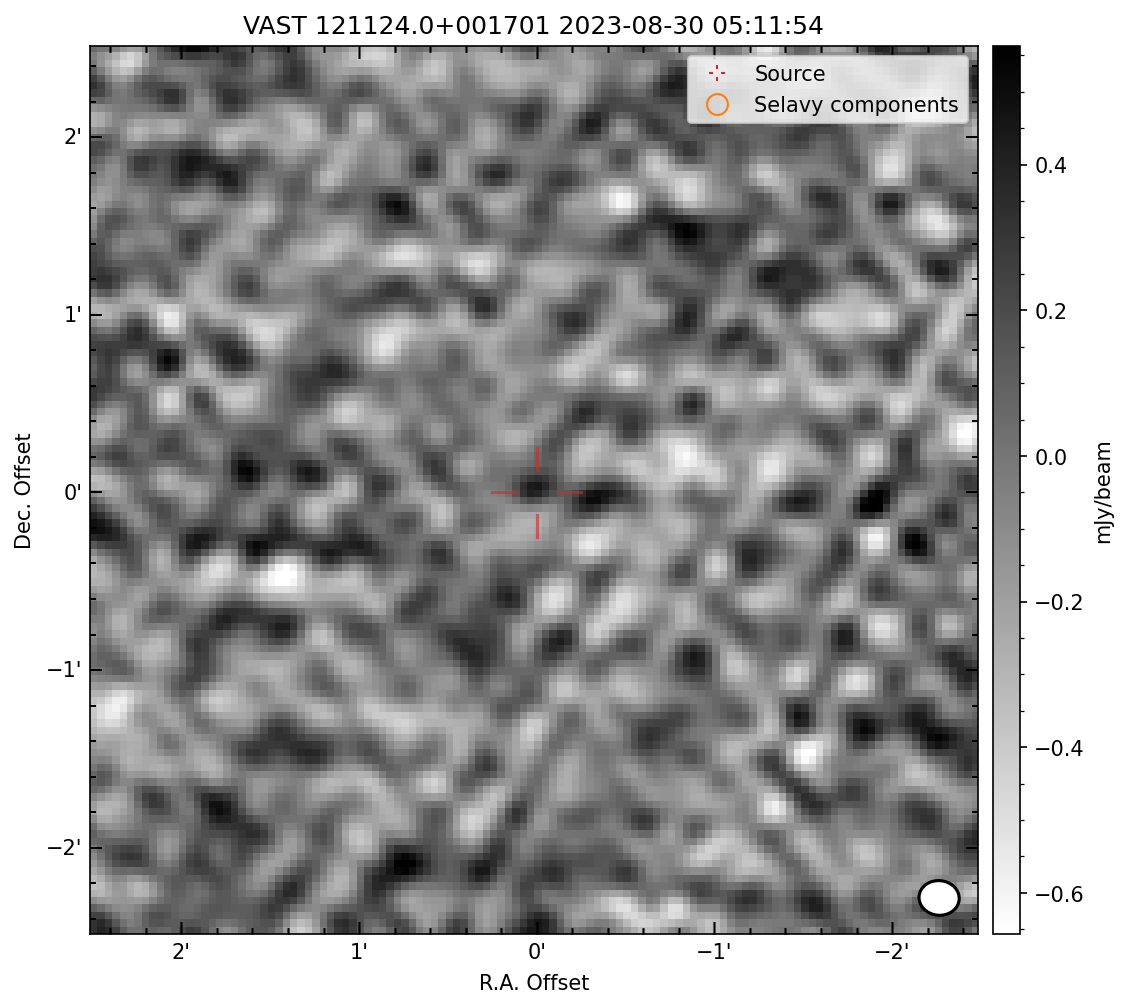 VAST 121124.0+001701 2023-08-30 05:11:54
Source
Selavy components
2'
1'
0'
−1'
−2'
Dec. Offset
2'
1'
0'
−1'
−2'
R.A. Offset
0.4
0.2
0.0
−0.2
−0.4
−0.6
mJy/beam